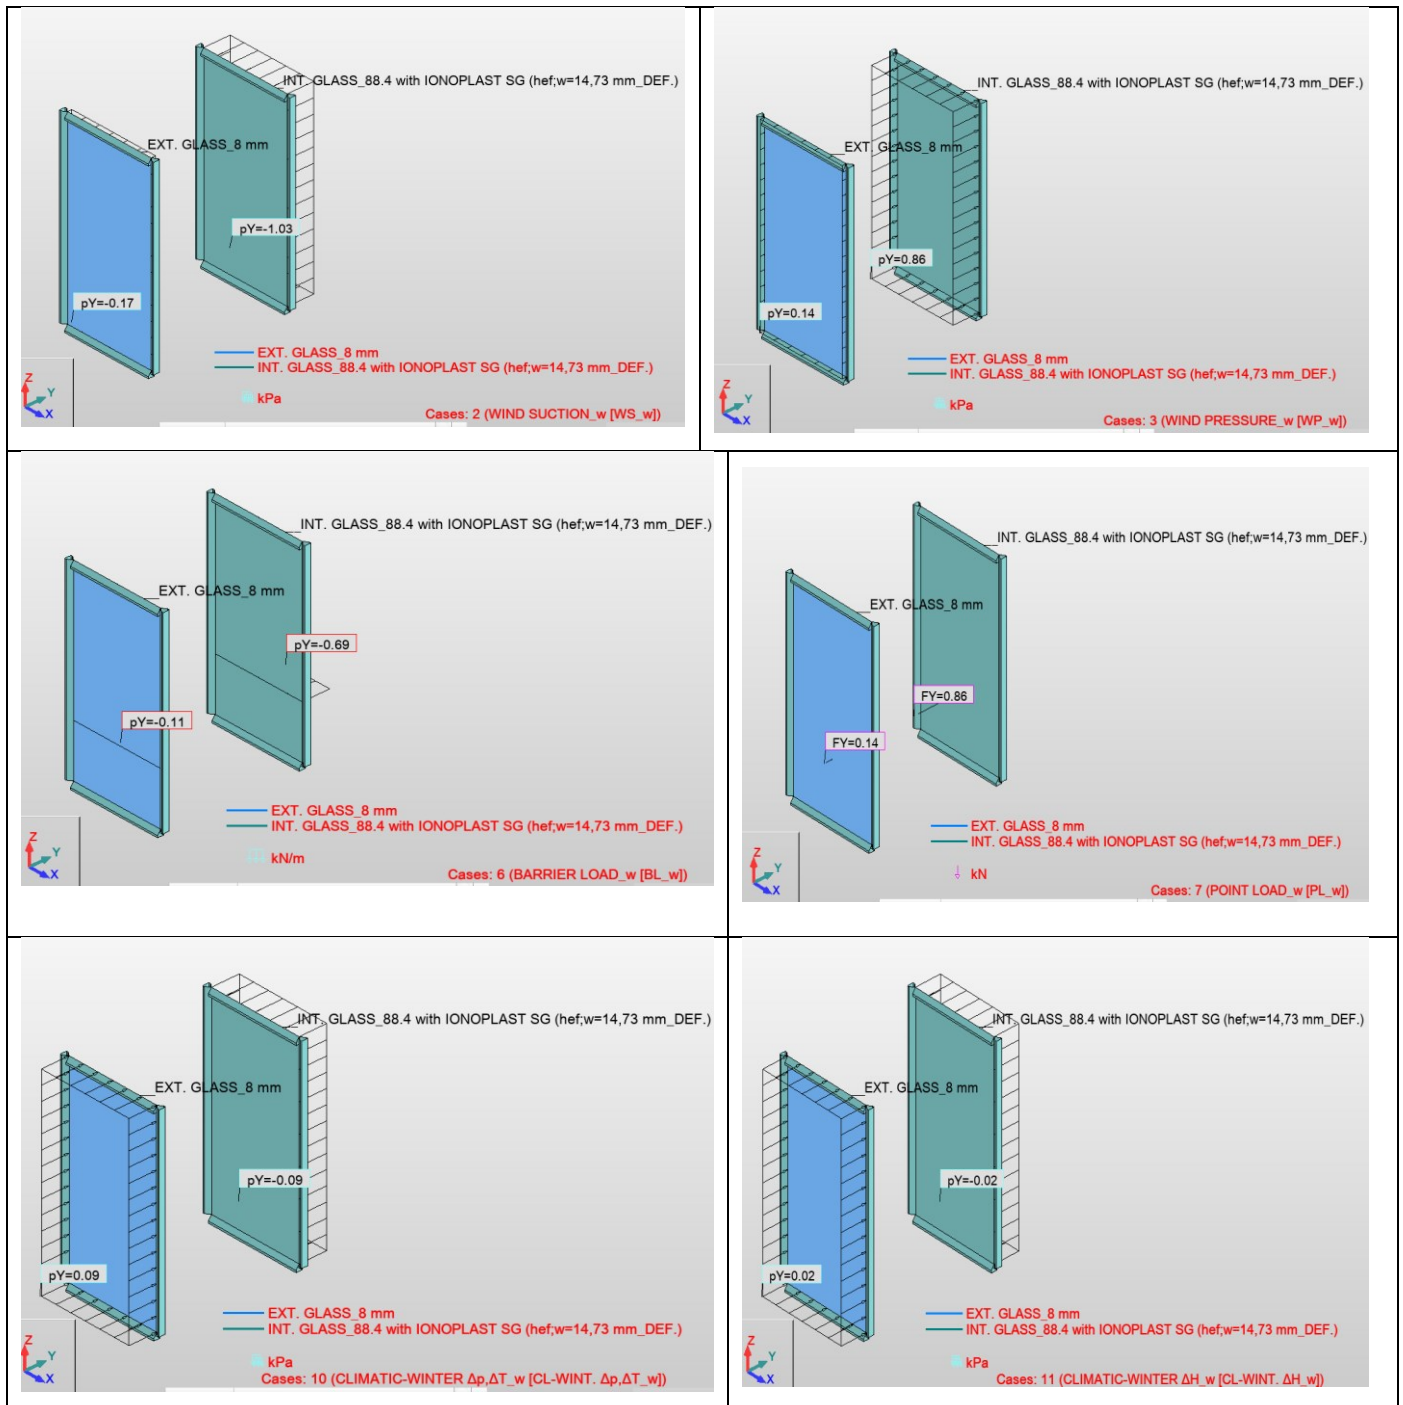 INT. GLASS_88.4 with IONOPLAST SG (hef;w=14,73 mm_DEF.)
EXT. GLASS_8 mm
pY=-1.03
pY=-0.17
EXT. GLASS_8 mm
INT. GLASS_88.4 with IONOPLAST SG (hef;w=14,73 mm_DEF.)
Z
Y
X
kPa
Cases: 2 (WIND SUCTION_w [WS_w])
INT. GLASS_88.4 with IONOPLAST SG (hef;w=14,73 mm_DEF.)
EXT. GLASS_8 mm
pY=0.86
pY=0.14
EXT. GLASS_8 mm
INT. GLASS_88.4 with IONOPLAST SG (hef;w=14,73 mm_DEF.)
Z
Y
X
kPa
Cases: 3 (WIND PRESSURE_w [WP_w])
INT. GLASS_88.4 with IONOPLAST SG (hef;w=14,73 mm_DEF.)
EXT. GLASS_8 mm
pY=-0.69
pY=-0.11
EXT. GLASS_8 mm
INT. GLASS_88.4 with IONOPLAST SG (hef;w=14,73 mm_DEF.)
Z
Y
X
kN/m
Cases: 6 (BARRIER LOAD_w [BL_w])
INT. GLASS_88.4 with IONOPLAST SG (hef;w=14,73 mm_DEF.)
EXT. GLASS_8 mm
FY=0.86
FY=0.14
EXT. GLASS_8 mm
INT. GLASS_88.4 with IONOPLAST SG (hef;w=14,73 mm_DEF.)
Z
Y
X
kN
Cases: 7 (POINT LOAD_w [PL_w])
INT. GLASS_88.4 with IONOPLAST SG (hef;w=14,73 mm_DEF.)
EXT. GLASS_8 mm
pY=-0.09
pY=0.09
EXT. GLASS_8 mm
INT. GLASS_88.4 with IONOPLAST SG (hef;w=14,73 mm_DEF.)
Z
Y
X
kPa
Cases: 10 (CLIMATIC-WINTER Δp,ΔT_w [CL-WINT. Δp,ΔT_w])
INT. GLASS_88.4 with IONOPLAST SG (hef;w=14,73 mm_DEF.)
EXT. GLASS_8 mm
pY=-0.02
pY=0.02
EXT. GLASS_8 mm
INT. GLASS_88.4 with IONOPLAST SG (hef;w=14,73 mm_DEF.)
Z
Y
X
kPa
Cases: 11 (CLIMATIC-WINTER ΔH_w [CL-WINT. ΔH_w])